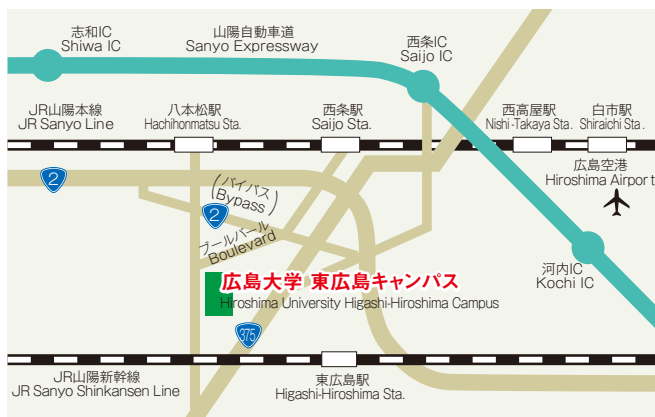 志和IC
Shiwa IC
山陽自動車道
Sanyo Expressway
西条IC
Saijo IC
JR山陽本線
JR Sanyo Line
八本松駅
Hachihonmatsu Sta.
西条駅
Saijo Sta.
西高屋駅
Nishi-Takaya Sta.
白市駅
Shiraichi Sta.
広島空港
Hiroshima Airport
2
(バイパス
Bypass)
2
ブールバール
Boulevard
広島大学 東広島キャンパス
Hiroshima University Higashi-Hiroshima Campus
河内IC
Kochi IC
375
JR山陽新幹線
JR Sanyo Shinkansen Line
東広島駅
Higashi-Hiroshima Sta.